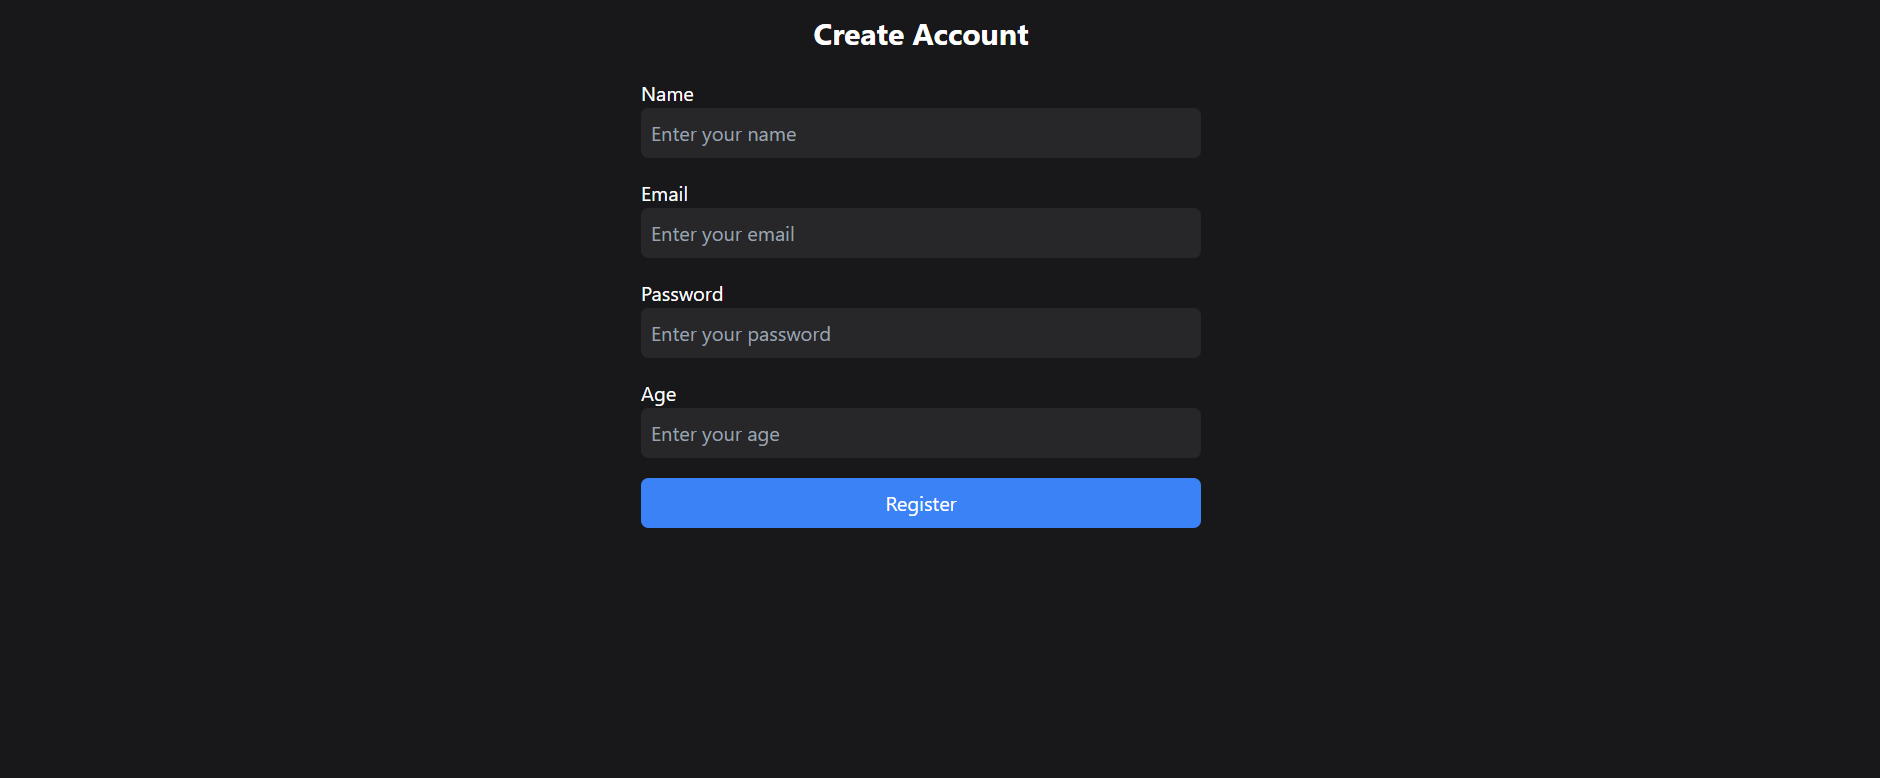 Create Account
Name
Enter your name
Email
Enter your email
Password
Enter your password
Age
Enter your age
Register